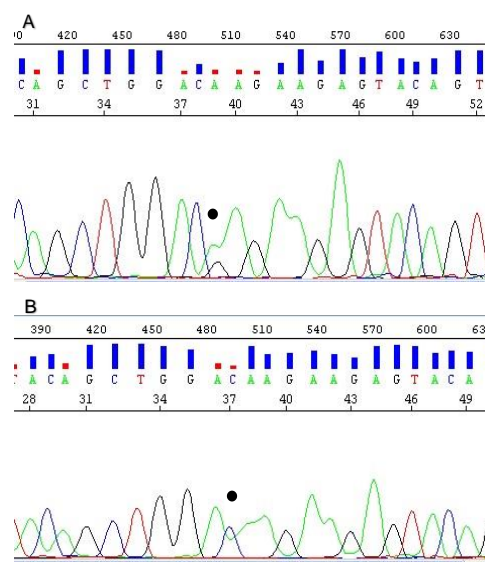 A
420 450 480 510 540 570 600 630
C A G C T G G A C A A G A A G A G T A C A G T
31 34 37 40 43 46 49 52
B
390 420 450 480 510 540 570 600
A C A G C T G G A C A A G A A G A G T A C A
28 31 34 37 40 43 46 49